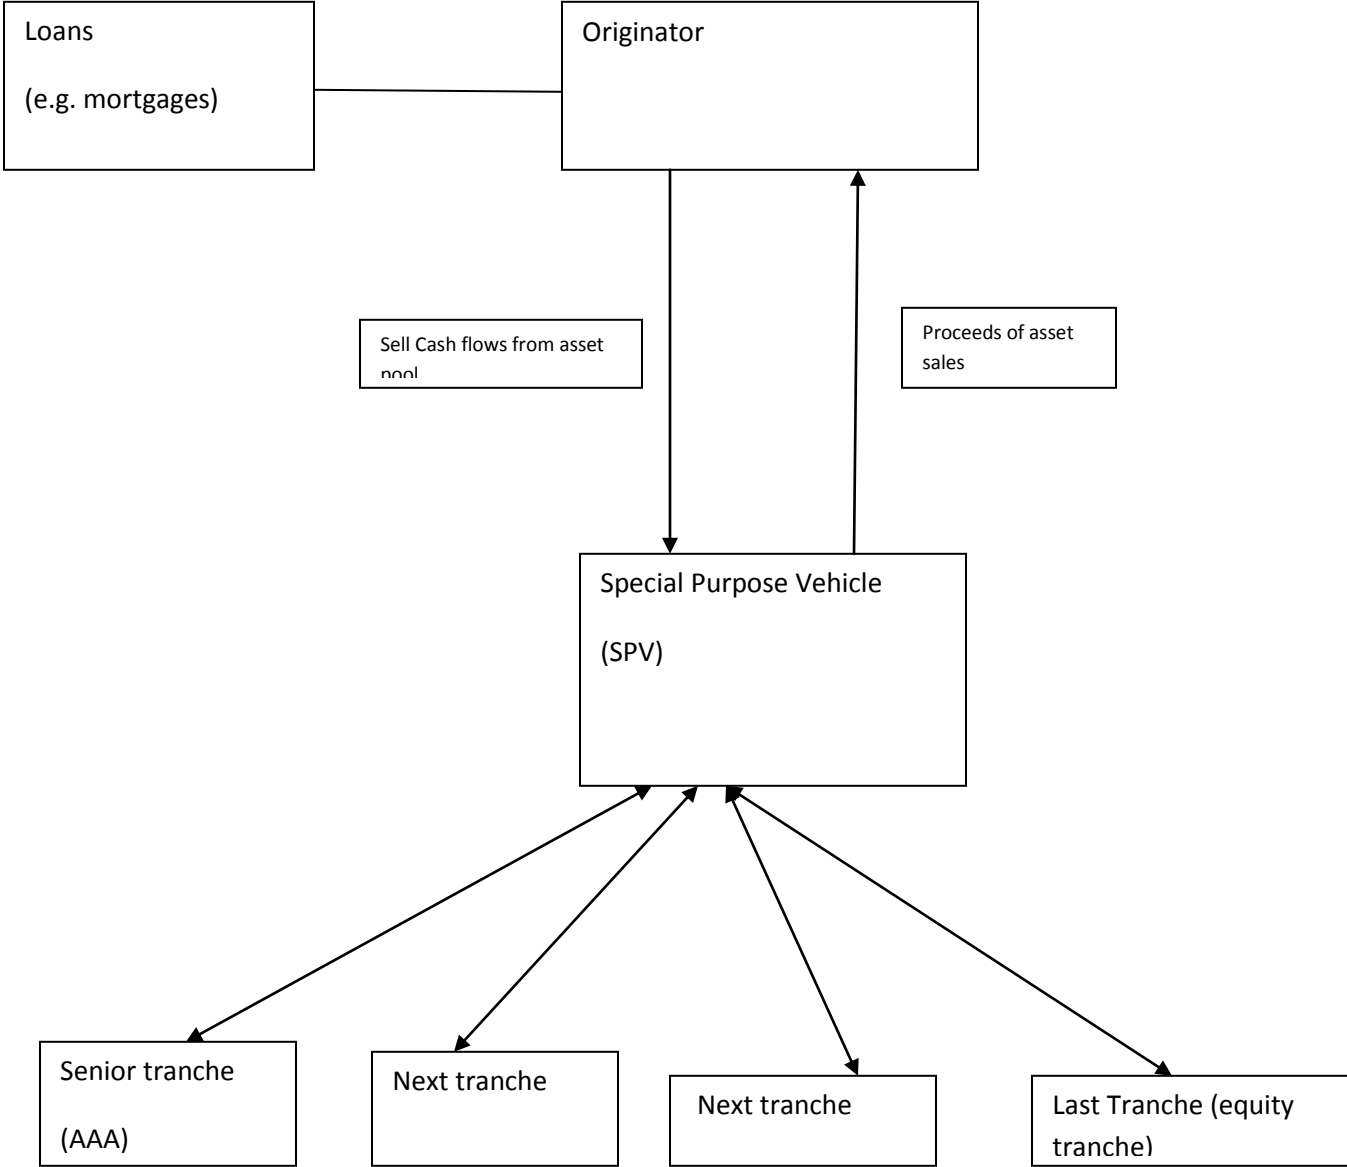 Loans
(e.g. mortgages)
Originator
Sell Cash flows from asset
pool
Proceeds of asset
sales
Special Purpose Vehicle
(SPV)
Senior tranche
(AAA)
Next tranche
Next tranche
Last Tranche (equity
tranche)